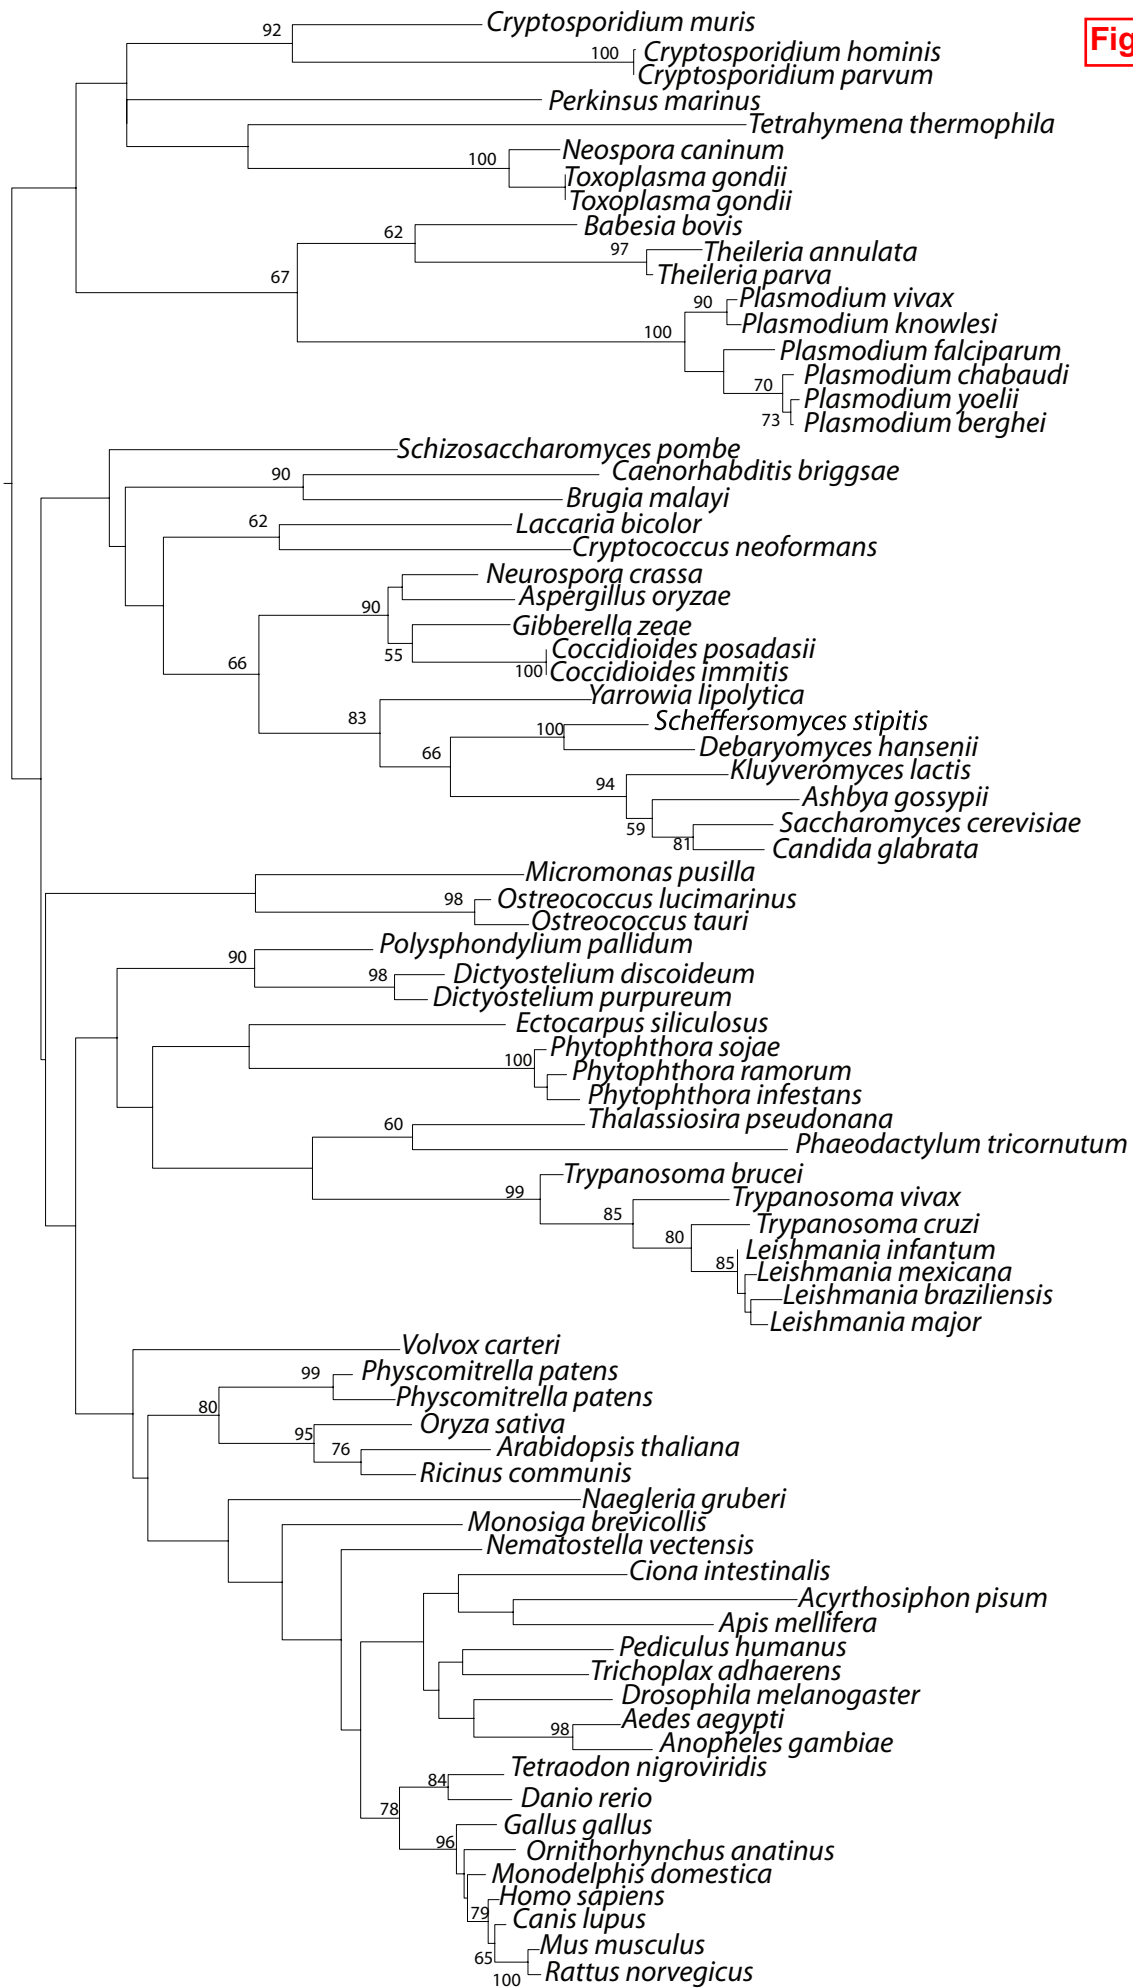 Cryptosporidium muris
92
Fig
Cryptosporidium hominis
100
Cryptosporidium parvum
Perkinsus marinus
Tetrahymena thermophila
Neospora caninum
100
Toxoplasma gondii
Toxoplasma gondii
Babesia bovis
62
Theileria annulata
97
Theileria parva
67
Plasmodium vivax
90
Plasmodium knowlesi
100
Plasmodium falciparum
Plasmodium chabaudi
70
Plasmodium yoelii
73
Plasmodium berghei
Schizosaccharomyces pombe
Caenorhabditis briggsae
90
Brugia malayi
Laccaria bicolor
62
Cryptococcus neoformans
Neurospora crassa
Aspergillus oryzae
90
Gibberella zeae
Coccidioides posadasii
55
Coccidioides immitis
100
66
Yarrowia lipolytica
83
Scheffersomyces stipitis
100
Debaryomyces hansenii
66
Kluyveromyces lactis
94
Ashbya gossypii
Saccharomyces cerevisiae
59
81
Candida glabrata
Micromonas pusilla
98
Ostreococcus lucimarinus
Ostreococcus tauri
Polysphondylium pallidum
90
Dictyostelium discoideum
98
Dictyostelium purpureum
Ectocarpus siliculosus
Phytophthora sojae
100
Phytophthora ramorum
Phytophthora infestans
Thalassiosira pseudonana
60
Phaeodactylum tricornutum
Trypanosoma brucei
99
Trypanosoma vivax
85
Trypanosoma cruzi
80
Leishmania infantum
85
Leishmania mexicana
Leishmania braziliensis
Leishmania major
Volvox carteri
99
Physcomitrella patens
Physcomitrella patens
80
Oryza sativa
95
Arabidopsis thaliana
76
Ricinus communis
Naegleria gruberi
Monosiga brevicollis
Nematostella vectensis
Ciona intestinalis
Acyrthosiphon pisum
Apis mellifera
Pediculus humanus
Trichoplax adhaerens
Drosophila melanogaster
Aedes aegypti
98
Anopheles gambiae
Tetraodon nigroviridis
84
Danio rerio
78
Gallus gallus
96
Ornithorhynchus anatinus
Monodelphis domestica
Homo sapiens
79
Canis lupus
Mus musculus
65
Rattus norvegicus
100